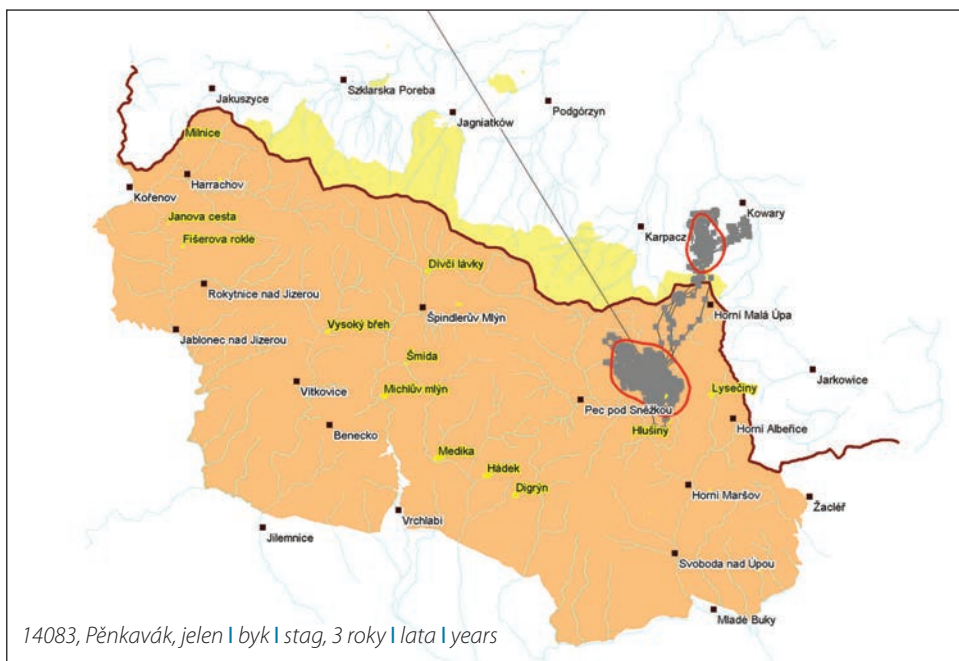 Szklarska Poreba
Jakuszyce
Podgórzyn
Jagniatków
Milnice
Harrachov
Kořenov
Kowary
Janova cesta
Karpacz
Fišerova rokle
Dívčí lávky
Rokytnice nad Jizerou
Horní Malá Úpa
Špindlerův Mlýn
Vysoký břeh
Jablonec nad Jizerou
Šmída
Jarkowice
Vítkovice
Michlův mlýn
Lysečiny
Pec pod Sněžkou
Horní Albeřice
Benecko
Hlušiny
Medika
Hádek
Horní Maršov
Digrýn
Žacléř
Vrchlabí
Jilemnice
Svoboda nad Úpou
Mladé Buky
14083, Pěnkavák, jelen | byk | stag, 3 roky | lata | years